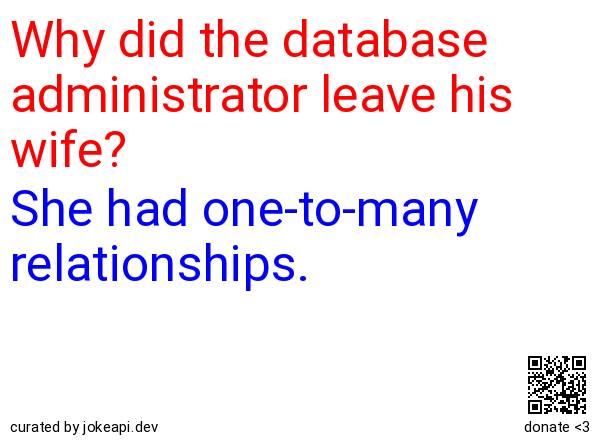 Why did the database
administrator leave his
wife?
She had one-to-many
relationships.
curated by jokeapi.dev
donate <3